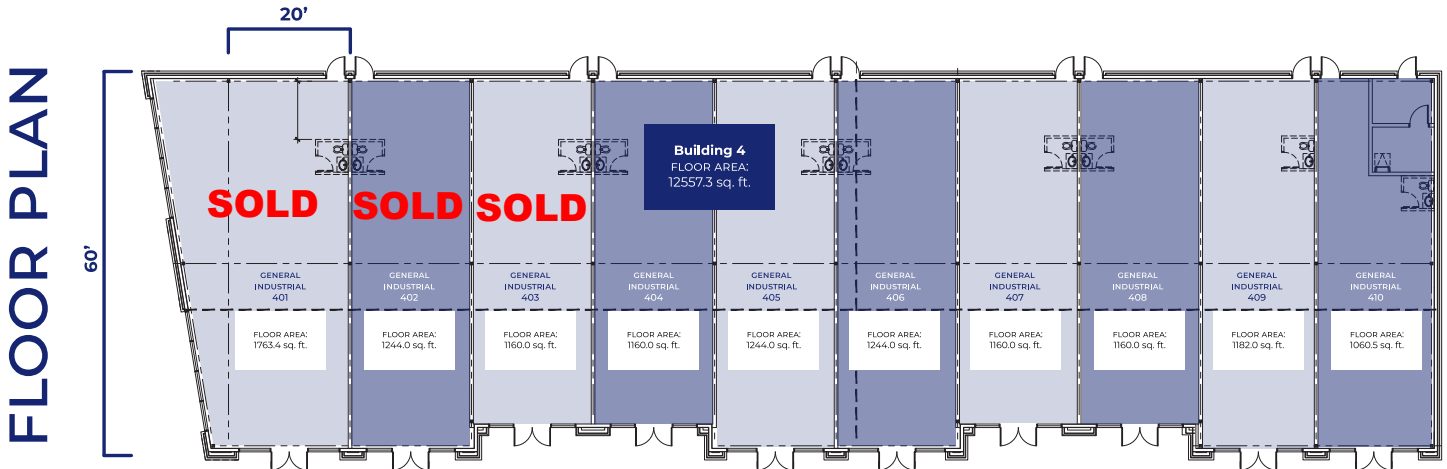 FLOOR PLAN
20’
60’
Building 4
FLOOR AREA:
12557.3 sq. ft.
SOLD
SOLD
SOLD
GENERAL
INDUSTRIAL
401
FLOOR AREA:
1763.4 sq. ft.
GENERAL
INDUSTRIAL
402
FLOOR AREA:
1244.0 sq. ft.
GENERAL
INDUSTRIAL
403
FLOOR AREA:
1160.0 sq. ft.
GENERAL
INDUSTRIAL
404
FLOOR AREA:
1160.0 sq. ft.
GENERAL
INDUSTRIAL
405
FLOOR AREA:
1244.0 sq. ft.
GENERAL
INDUSTRIAL
406
FLOOR AREA:
1244.0 sq. ft.
GENERAL
INDUSTRIAL
407
FLOOR AREA:
1160.0 sq. ft.
GENERAL
INDUSTRIAL
408
FLOOR AREA:
1160.0 sq. ft.
GENERAL
INDUSTRIAL
409
FLOOR AREA:
1182.0 sq. ft.
GENERAL
INDUSTRIAL
410
FLOOR AREA:
1060.5 sq. ft.